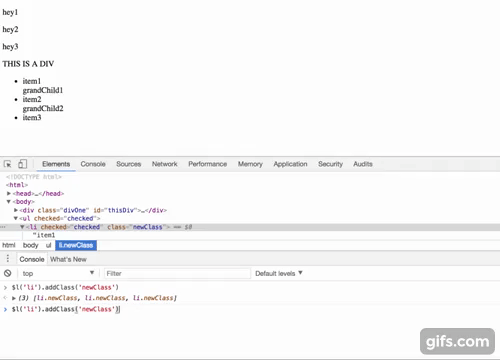 hey1
hey2
hey3
THIS IS A DIV
item1
grandChild1
item2
grandChild2
item3
Elements Console Sources Network Performance Memory Application Security Audits
<!DOCTYPE html>
<html>
▶<head>…</head>
▼<body>
▶<div class="divOne" id="thisDiv">…</div>
▼<ul checked="checked">
▼<li checked="checked" class="newClass"> == $0
"item1
html body ul li.newClass
Console What's New
top ▼ Filter Default levels ▼
> $l('li').addClass('newClass')
< ▶(3) [li.newClass, li.newClass, li.newClass]
> $l('li').addClass('newClass')
gifs.com